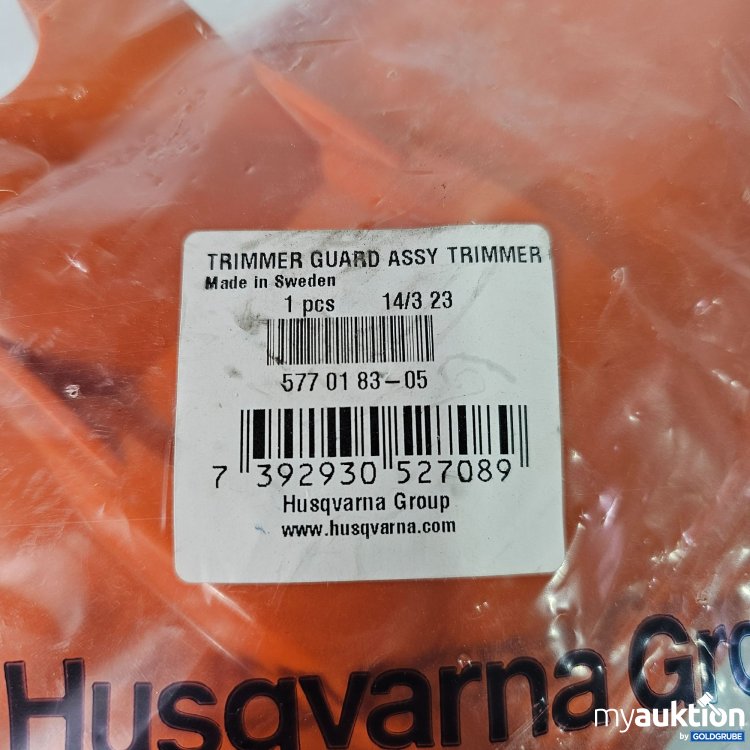 TRIMMER GUARD ASSY TRIMMER
Made in Sweden
1 pcs 14/3 23
577 01 83-05
7 392930 527089
Husqvarna Group
www.husqvarna.com
Husqvarna Gro
myauktion
by GOLDGRUBE